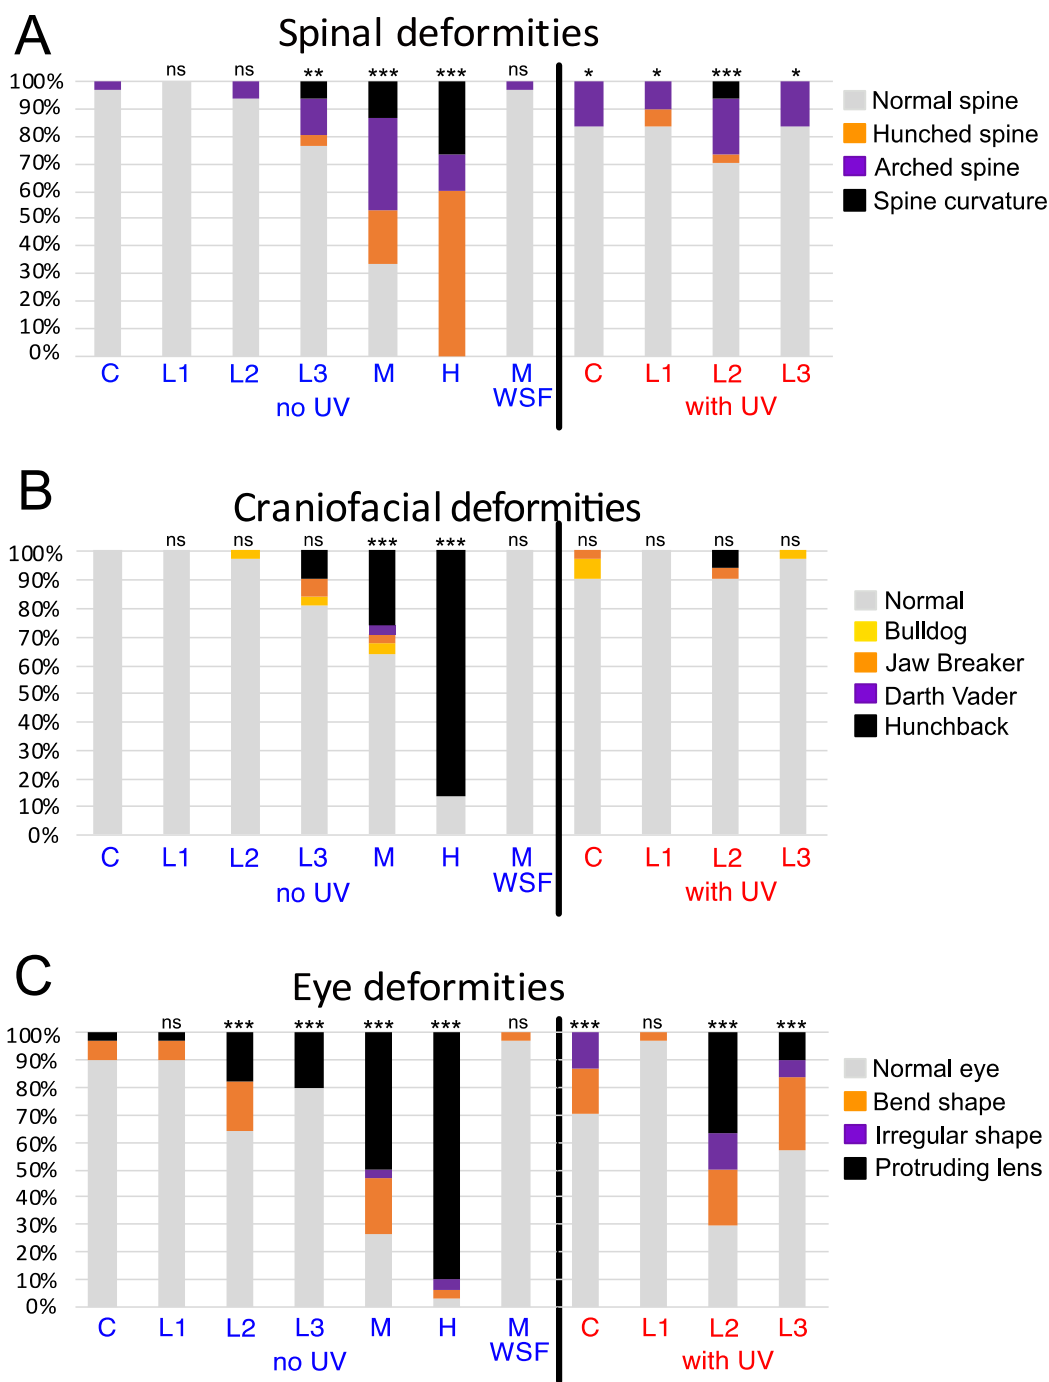 A
Spinal deformities
ns ns ** *** *** ns * * *** *
100%
90%
80%
70%
60%
50%
40%
30%
20%
10%
0%
Normal spine
Hunched spine
Arched spine
Spine curvature
C L1 L2 L3 M H M WSF C L1 L2 L3
no UV with UV
B
Craniofacial deformities
ns ns ns *** *** ns ns ns ns ns
100%
90%
80%
70%
60%
50%
40%
30%
20%
10%
0%
Normal
Bulldog
Jaw Breaker
Darth Vader
Hunchback
C L1 L2 L3 M H M WSF C L1 L2 L3
no UV with UV
C
Eye deformities
ns *** *** *** *** ns *** ns *** ***
100%
90%
80%
70%
60%
50%
40%
30%
20%
10%
0%
Normal eye
Bend shape
Irregular shape
Protruding lens
C L1 L2 L3 M H M WSF C L1 L2 L3
no UV with UV